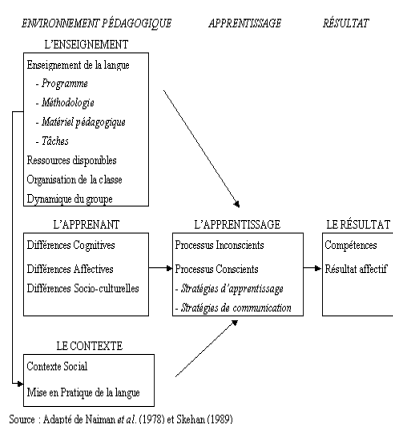 ENVIRONNEMENT PÉDAGOGIQUE APPRENTISSAGE RÉSULTAT
L'ENSEIGNEMENT
Enseignement de la langue
- Programme
- Méthodologie
- Matériel pédagogique
- Tâches
Ressources disponibles
Organisation de la classe
Dynamique du groupe
L'APPRENANT
Différences Cognitives
Différences Affectives
Différences Socio-culturelles
L'APPRENTISSAGE
Processus Inconscients
Processus Conscients
- Stratégies d'apprentissage
- Stratégies de communication
LE RÉSULTAT
Compétences
Résultat affectif
LE CONTEXTE
Contexte Social
Mise en Pratique de la langue
Source : Adapté de Naiman et al. (1978) et Skehan (1989)